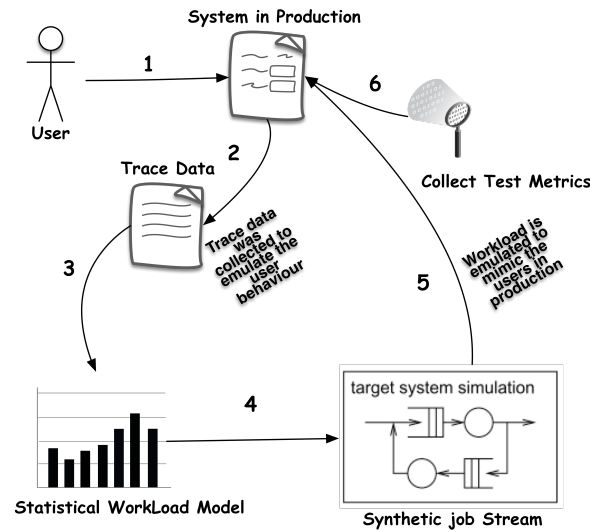 System in Production
1
6
User
2
Trace Data
Collect Test Metrics
Trace data
was
collected to
emulate the
user
behaviour
Workload is
emulated to
mimic the
users in
production
3
5
4
target system simulation
Statistical WorkLoad Model
Synthetic job Stream